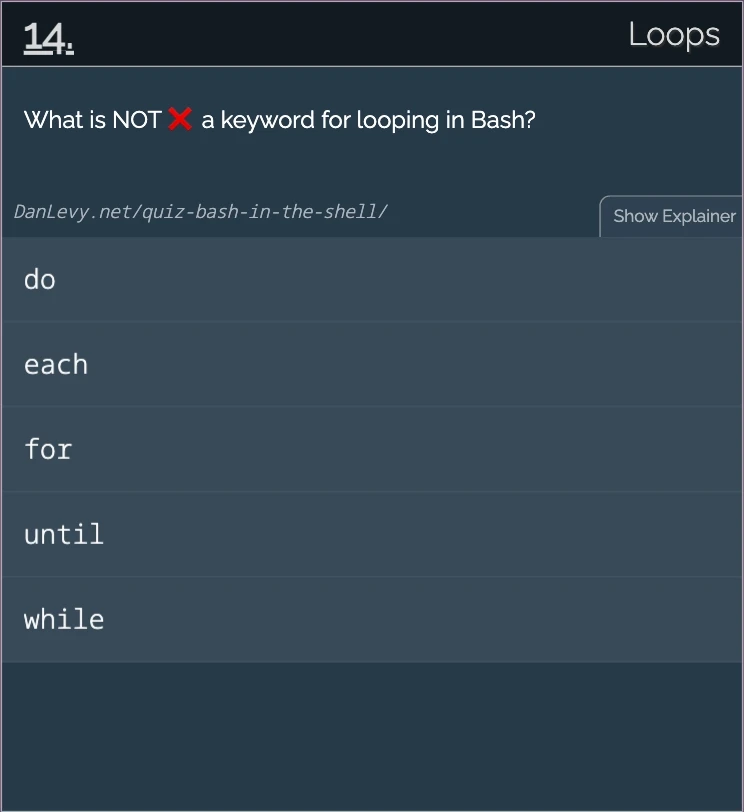 14.
Loops
What is NOT ❌ a keyword for looping in Bash?
DanLevy.net/quiz-bash-in-the-shell/
Show Explainer
do
each
for
until
while